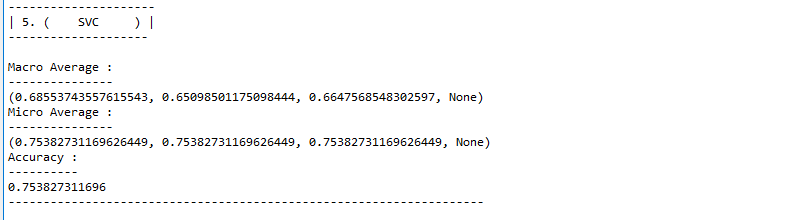 ---------------------
| 5. (    SVC     ) |
--------------------
Macro Average :
---------------
(0.68553743557615543, 0.65098501175098444, 0.6647568548302597, None)
Micro Average :
---------------
(0.75382731169626449, 0.75382731169626449, 0.75382731169626449, None)
Accuracy :
----------
0.753827311696
--------------------------------------------------------------------